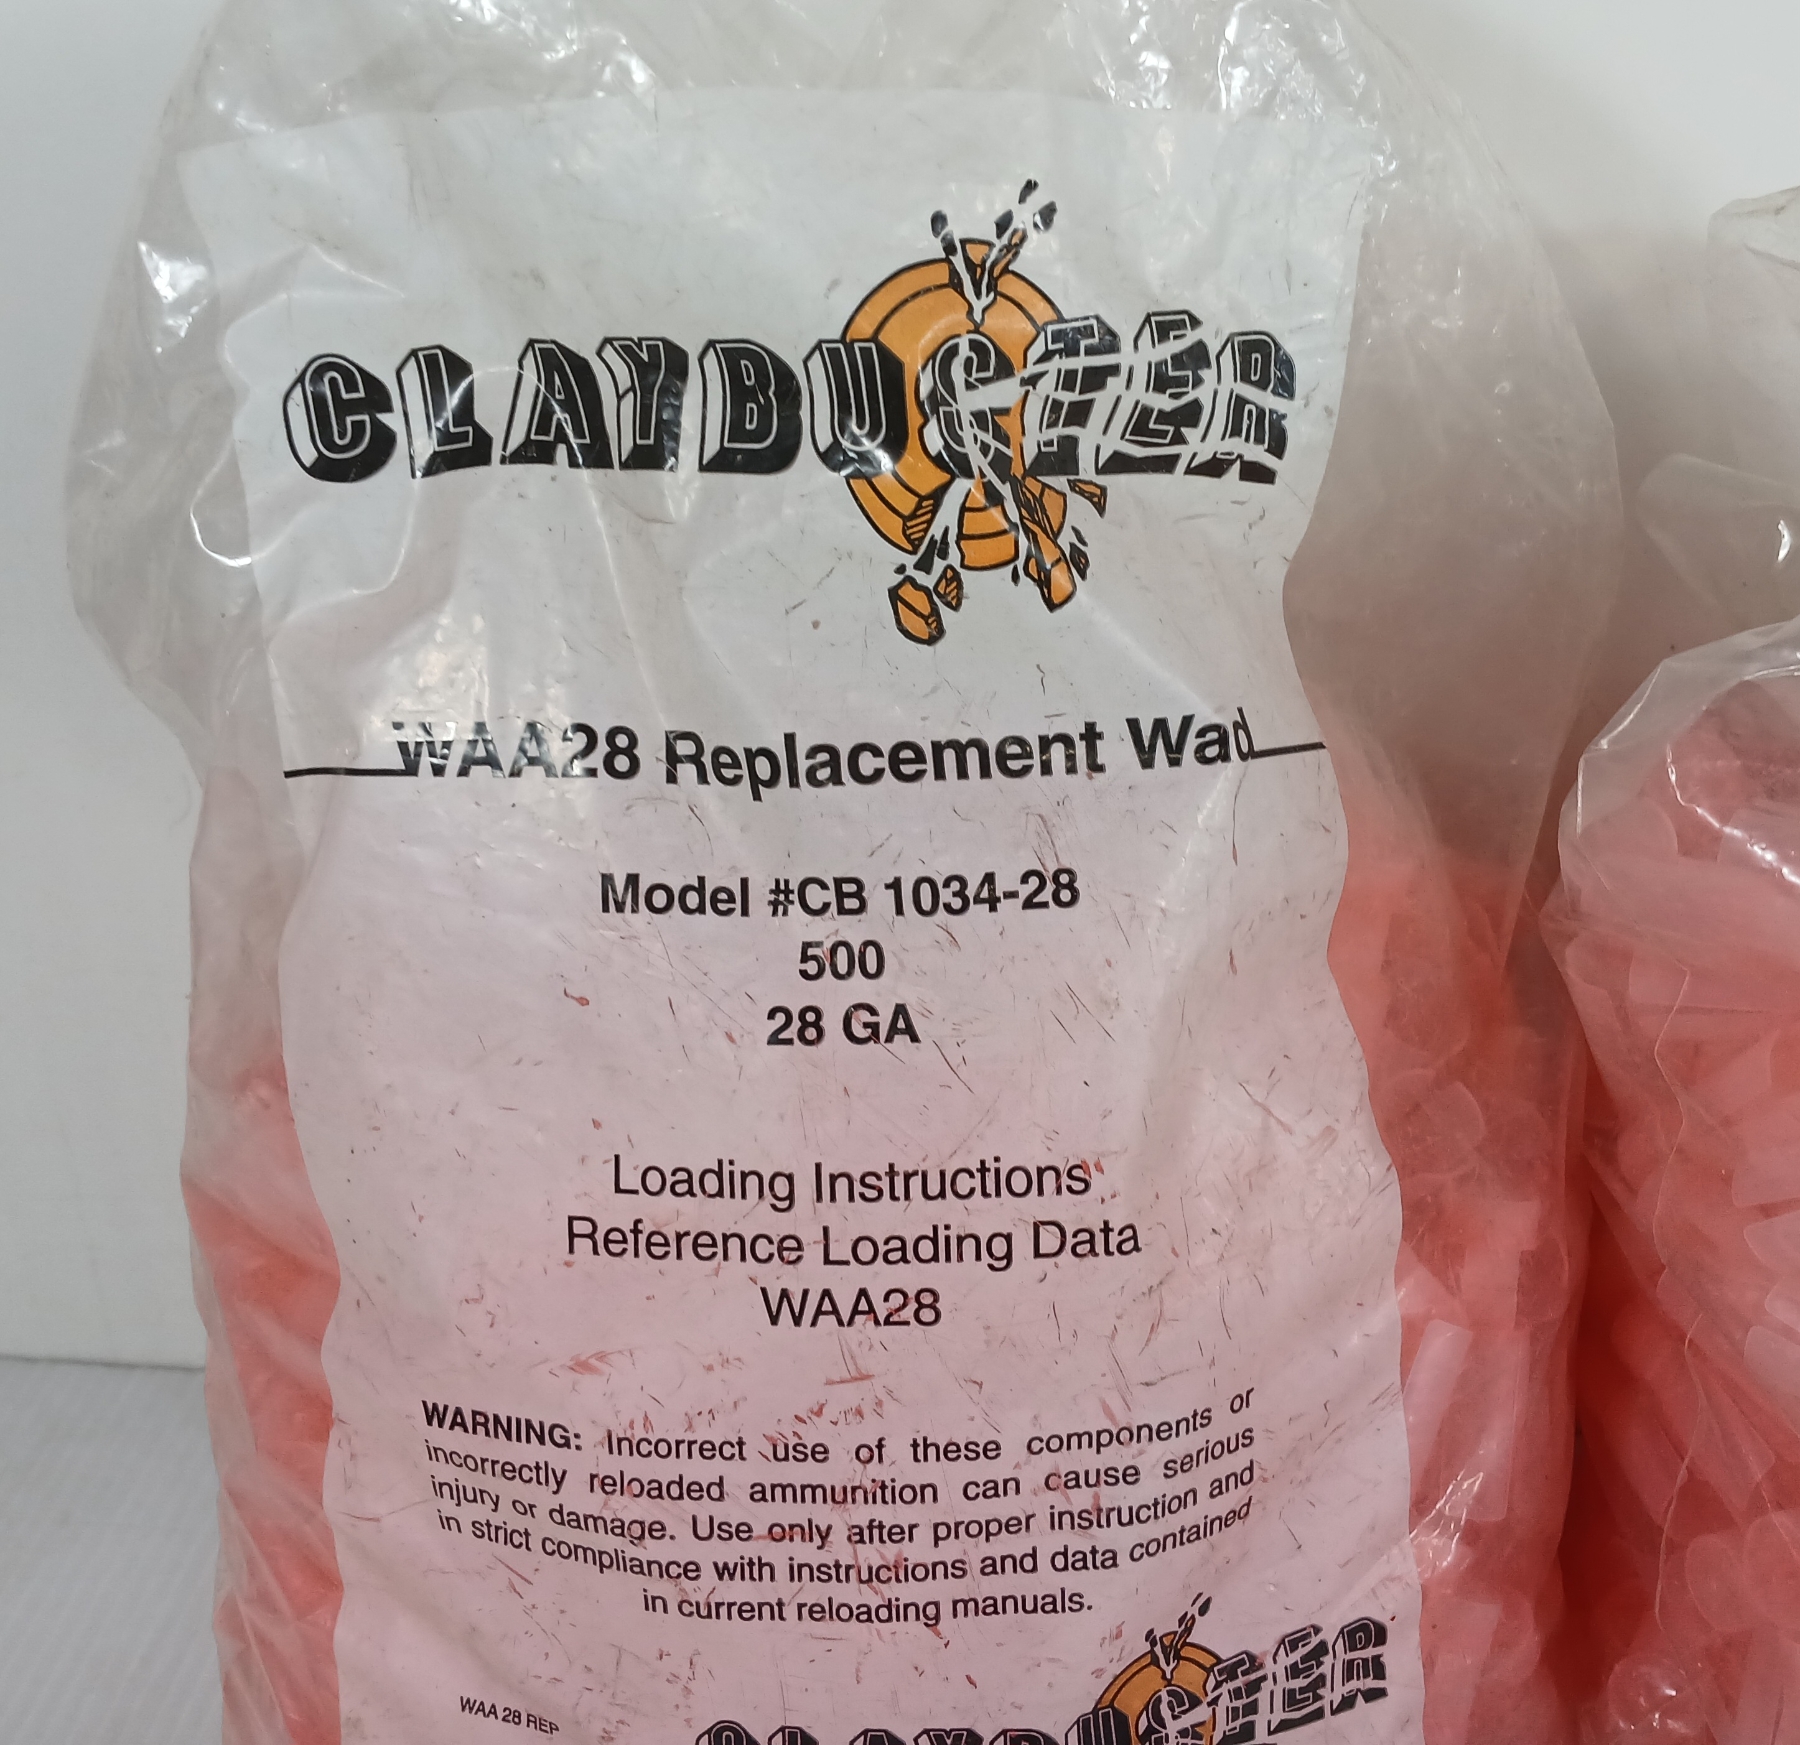 CLAYBUSTER
WAA28 Replacement Wad
Model #CB 1034-28
500
28 GA
Loading Instructions
Reference Loading Data
WAA28
WARNING: Incorrect use of these components or
incorrectly reloaded ammunition can cause serious
injury or damage. Use only after proper instruction and
in strict compliance with instructions and data contained
in current reloading manuals.
WAA 28 REP
CLAYBUSTER